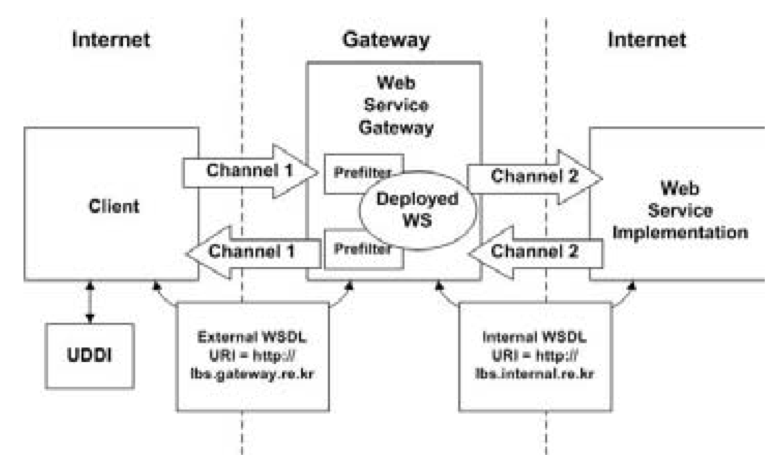 Internet
Gateway
Internet
Web
Service
Gateway
Client
Channel 1
Prefilter
Deployed
WS
Channel 2
Web
Service
Implementation
Channel 1
Prefilter
Channel 2
UDDI
External WSDL
URI = http://
lbs.gateway.re.kr
Internal WSDL
URI = http://
lbs.internal.re.kr